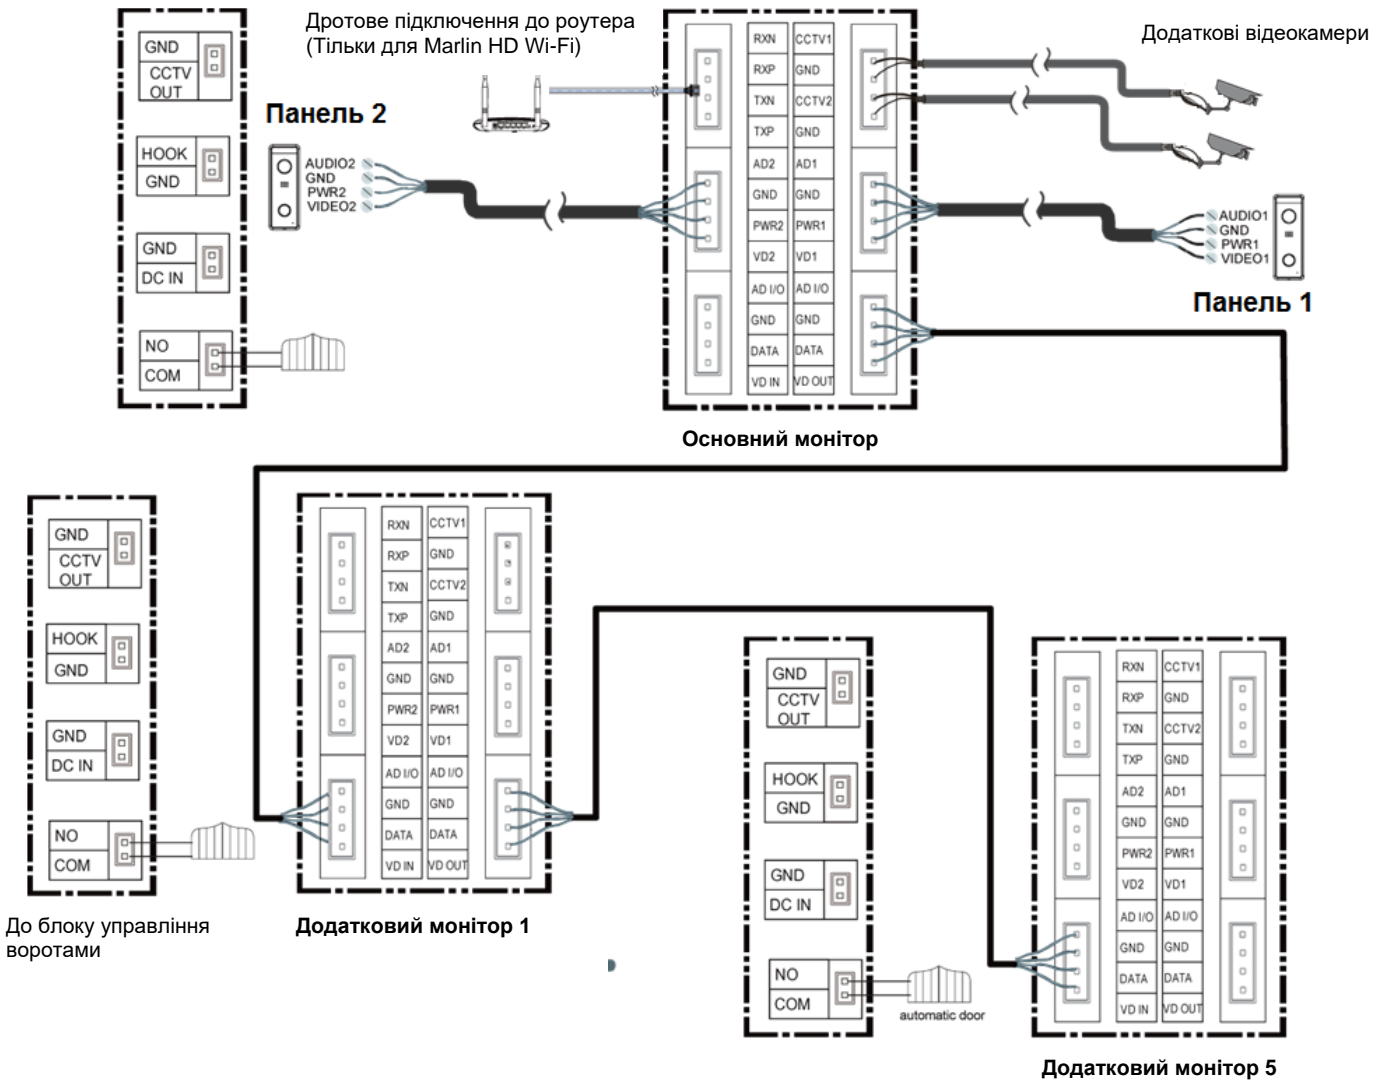 Дротове підключення до роутера
(Тільки для Marlin HD Wi-Fi)
Додаткові відеокамери
GND
CCTV
OUT
HOOK
GND
GND
DC IN
NO
COM
Панель 2
AUDIO2
GND
PWR2
VIDEO2
RXN CCTV1
RXP GND
TXN CCTV2
TXP GND
AD2 AD1
GND GND
PWR2 PWR1
VD2 VD1
AD I/O AD I/O
GND GND
DATA DATA
VD IN VD OUT
AUDIO1
GND
PWR1
VIDEO1
Панель 1
Основний монітор
GND
CCTV
OUT
HOOK
GND
GND
DC IN
NO
COM
До блоку управління
воротами
RXN CCTV1
RXP GND
TXN CCTV2
TXP GND
AD2 AD1
GND GND
PWR2 PWR1
VD2 VD1
AD I/O AD I/O
GND GND
DATA DATA
VD IN VD OUT
Додатковий монітор 1
GND
CCTV
OUT
HOOK
GND
GND
DC IN
NO
COM
automatic door
RXN CCTV1
RXP GND
TXN CCTV2
TXP GND
AD2 AD1
GND GND
PWR2 PWR1
VD2 VD1
AD I/O AD I/O
GND GND
DATA DATA
VD IN VD OUT
Додатковий монітор 5